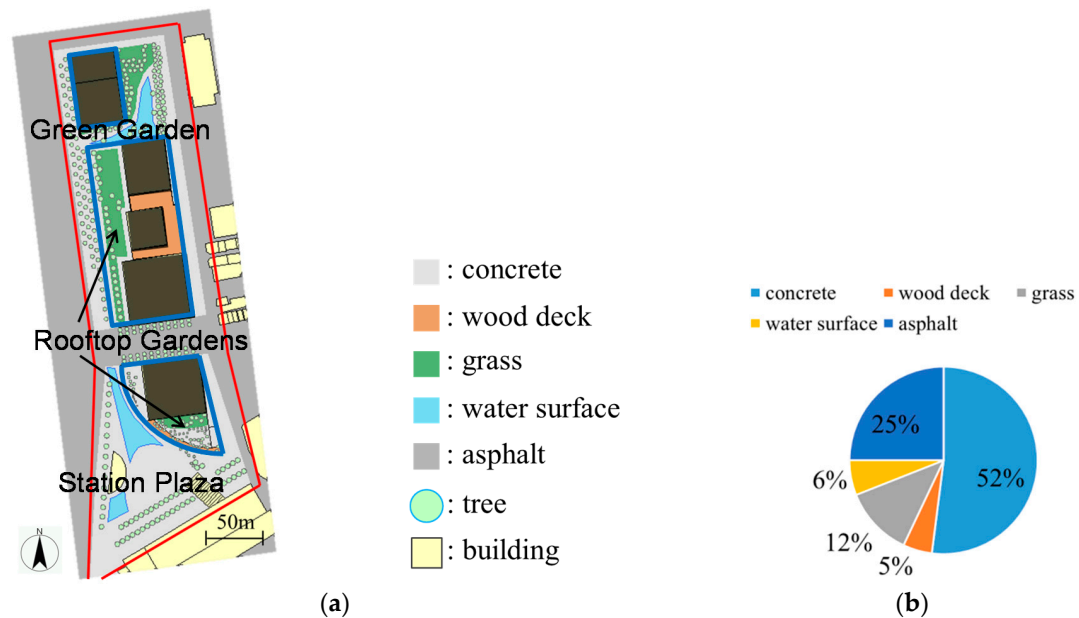 Green Garden
Rooftop Gardens
Station Plaza
50m
N
: concrete
: wood deck
: grass
: water surface
: asphalt
: tree
: building
(a)
concrete wood deck grass
water surface asphalt
25%
52%
6%
12%
5%
(b)